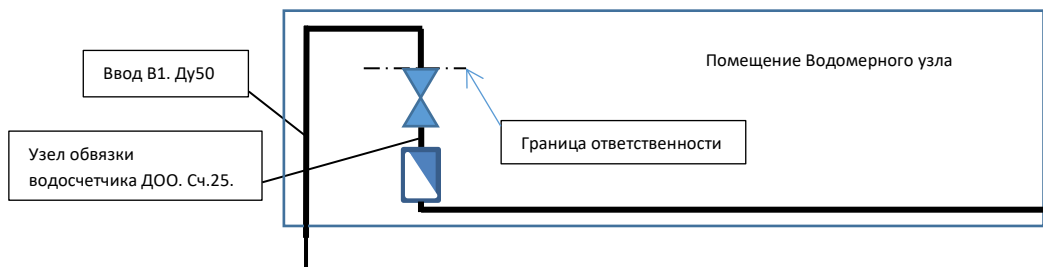 Помещение Водомерного узла
Ввод В1. Ду50
Граница ответственности
Узел обвязки
водосчетчика ДОО. Сч.25.